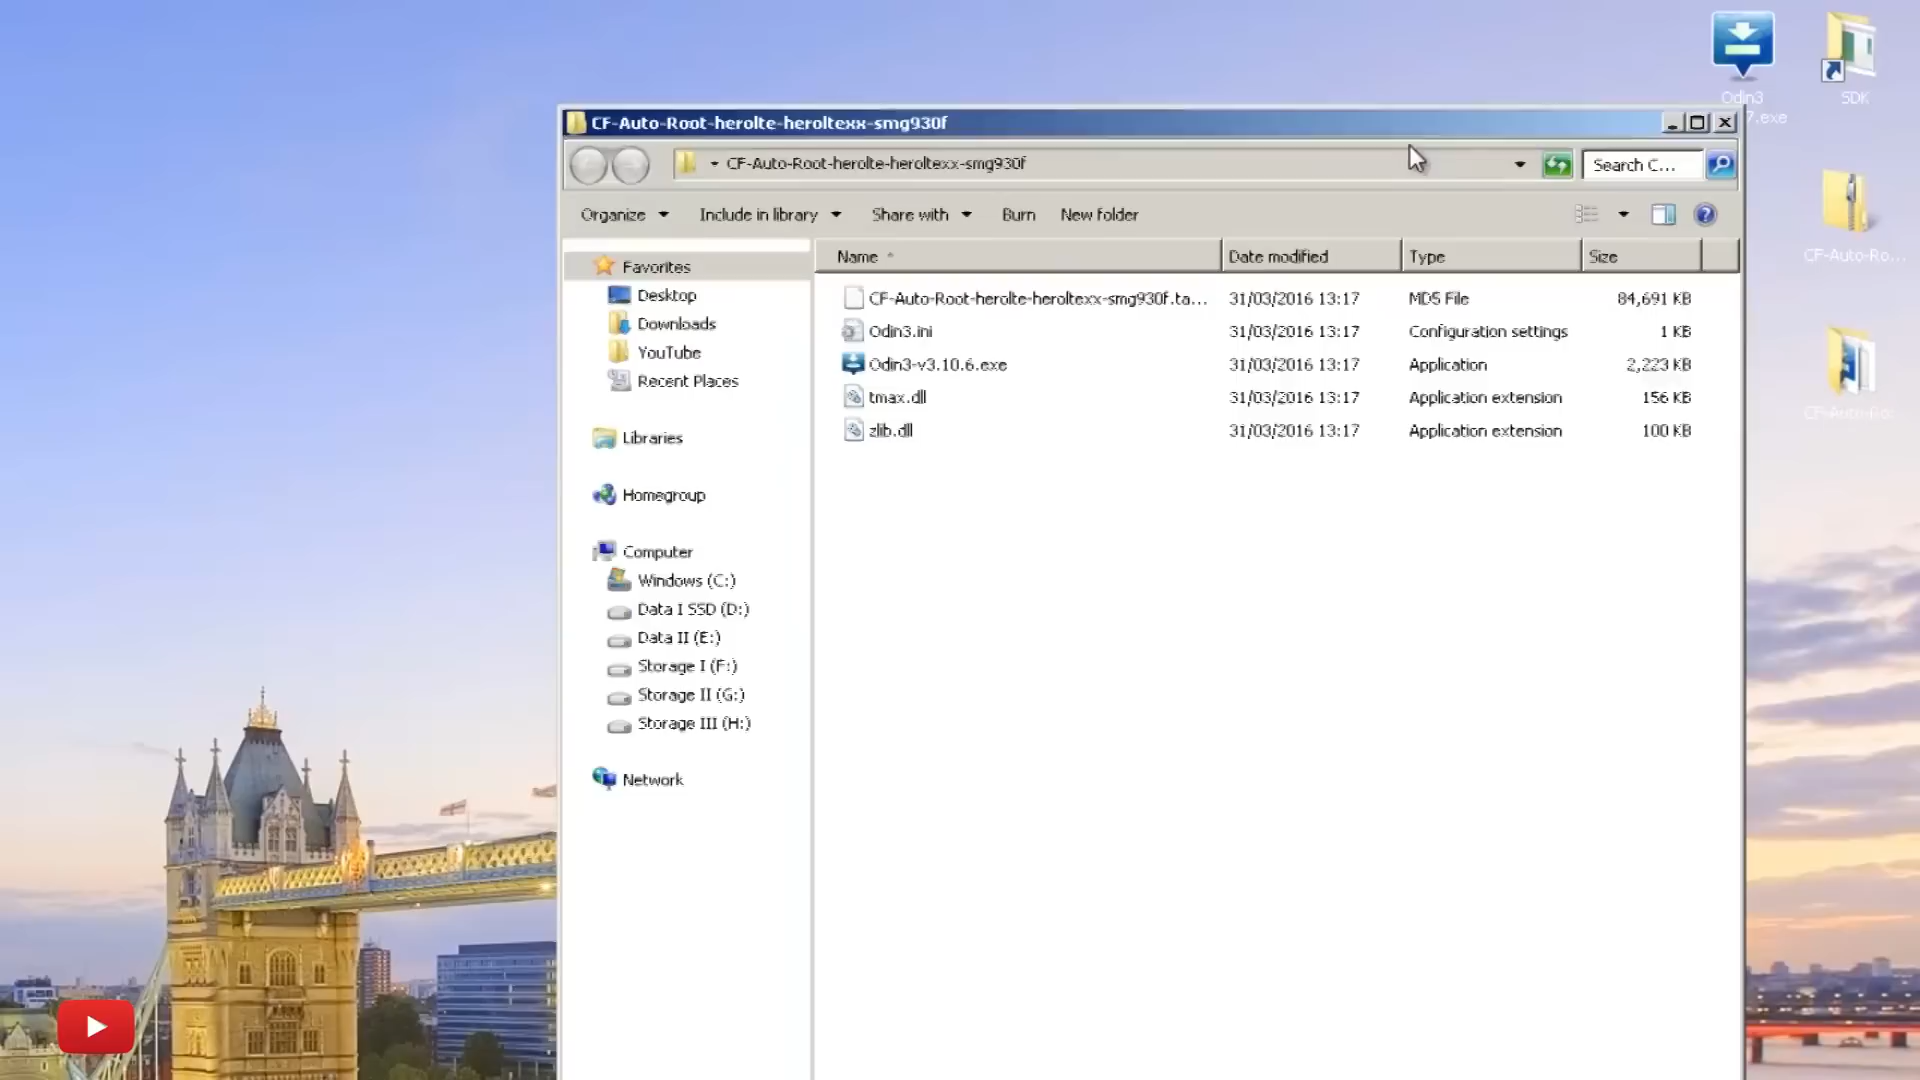 Odin3
7.exe
SDK
CF-Auto-Ro...
CF-Auto-Root-herolte-heroltexx-smg930f
CF-Auto-Root-herolte-heroltexx-smg930f
Search C...
Organize
Include in library
Share with
Burn
New folder
Name
Date modified
Type
Size
Favorites
Desktop
Downloads
YouTube
Recent Places
Libraries
Homegroup
Computer
Windows (C:)
Data I SSD (D:)
Data II (E:)
Storage I (F:)
Storage II (G:)
Storage III (H:)
Network
CF-Auto-Root-herolte-heroltexx-smg930f.ta... 31/03/2016 13:17 MD5 File 84,691 KB
Odin3.ini 31/03/2016 13:17 Configuration settings 1 KB
Odin3-v3.10.6.exe 31/03/2016 13:17 Application 2,223 KB
tmax.dll 31/03/2016 13:17 Application extension 156 KB
zlib.dll 31/03/2016 13:17 Application extension 100 KB